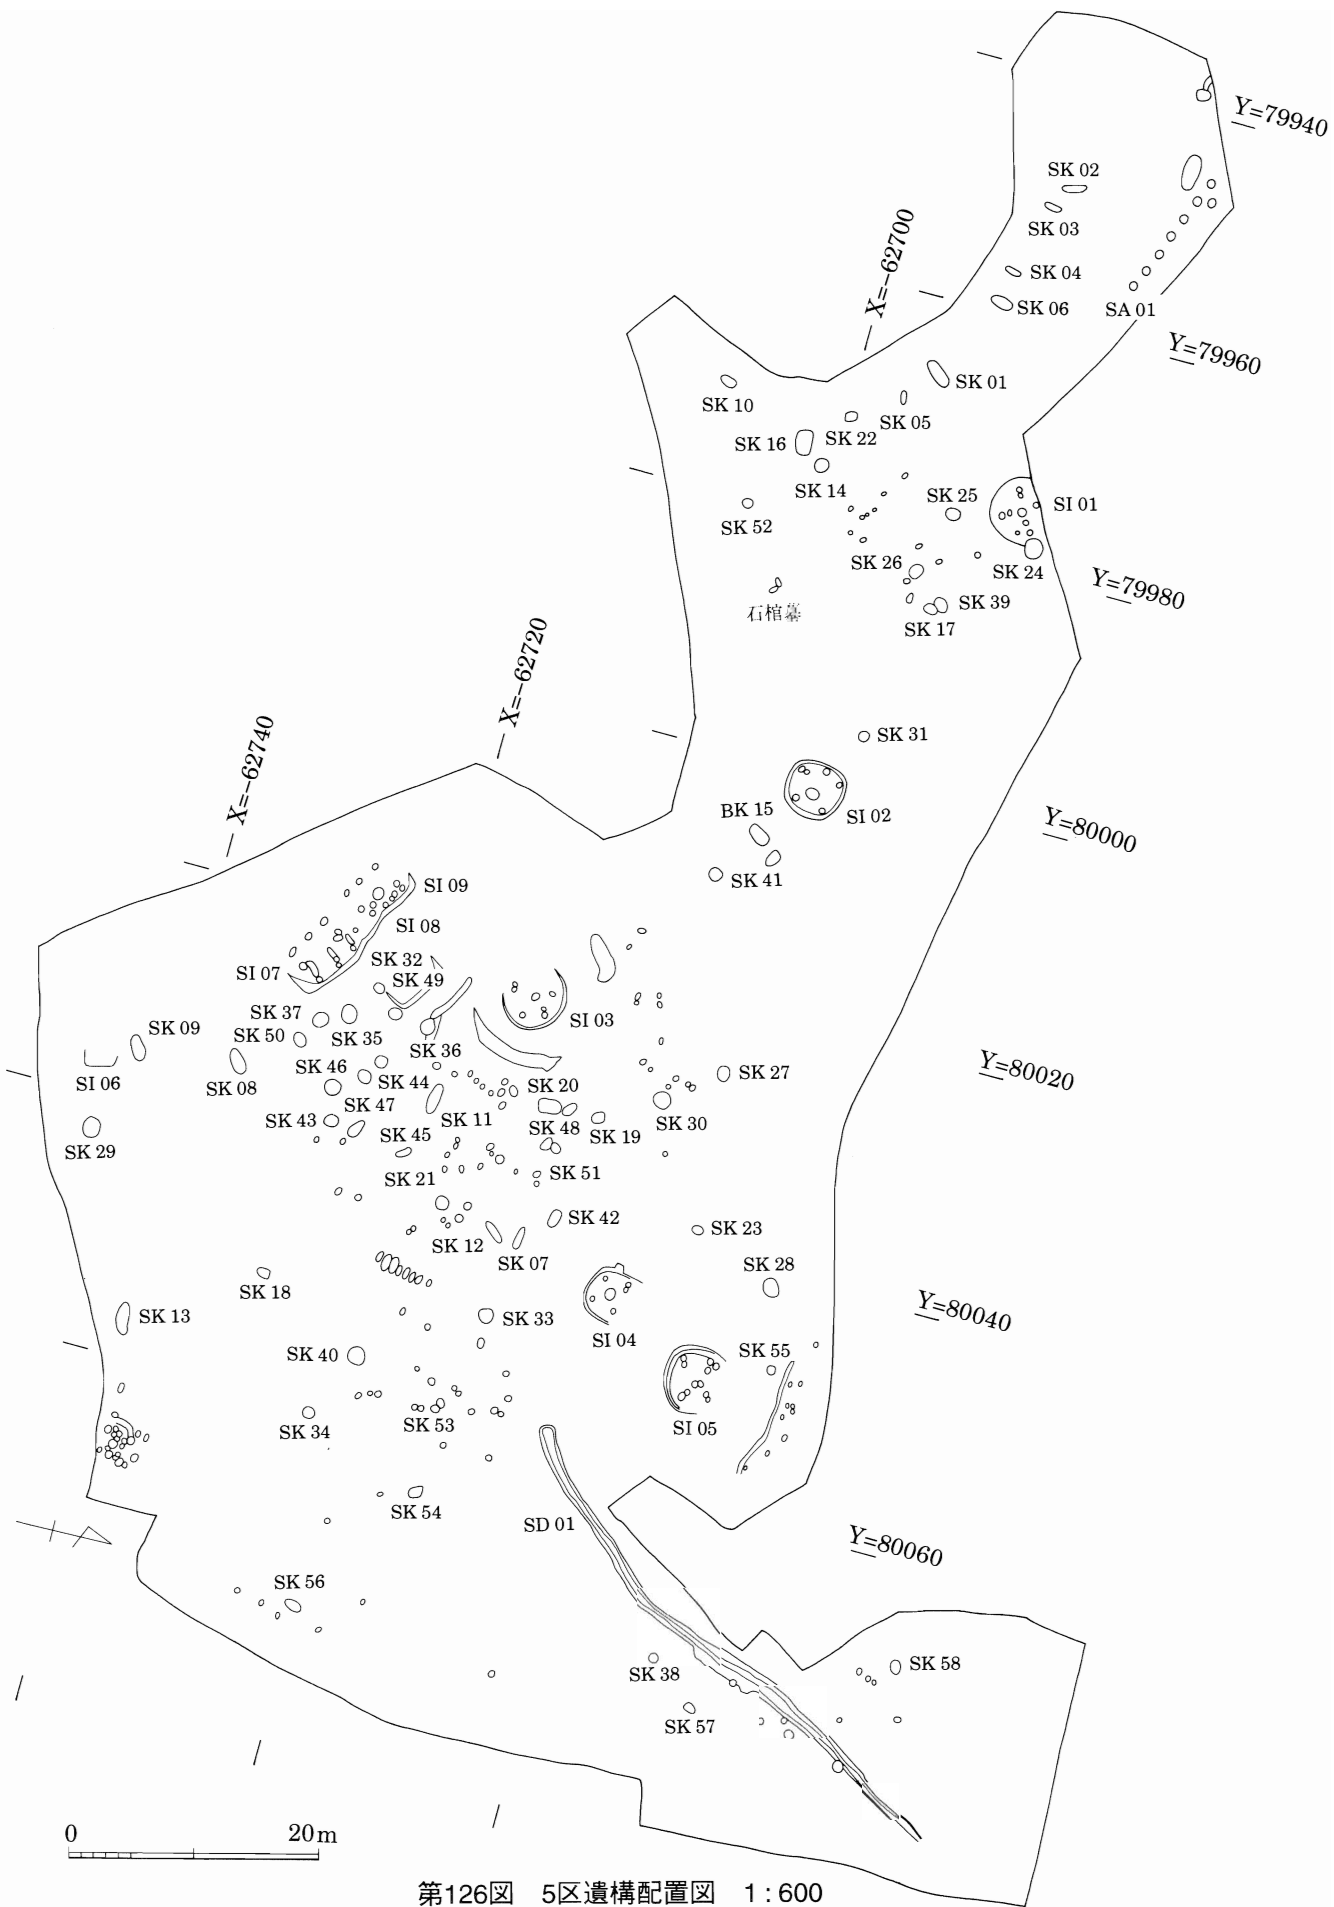 Y=79940
SK 02
SK 03
X=-62700
SK 04
SK 06
SA 01
Y=79960
SK 01
SK 10
SK 05
SK 16
SK 22
SK 14
SK 25
SI 01
SK 52
SK 26
SK 24
Y=79980
石棺墓
SK 39
SK 17
X=-62720
SK 31
X=-62740
BK 15
SI 02
Y=80000
SK 41
SI 09
SI 08
SK 32
SI 07
SK 49
SK 37
SI 03
SK 09
SK 50
SK 35
SK 36
SI 06
SK 08
SK 46
SK 44
SK 20
SK 27
Y=80020
SK 47
SK 43
SK 11
SK 48
SK 19
SK 30
SK 45
SK 29
SK 21
SK 51
SK 42
SK 23
SK 12
SK 07
SK 28
SK 18
SK 13
SK 33
Y=80040
SI 04
SK 40
SK 55
SK 34
SK 53
SI 05
SK 54
SD 01
Y=80060
SK 56
SK 38
SK 58
SK 57
0 20m
第126図 5区遺構配置図 1:600